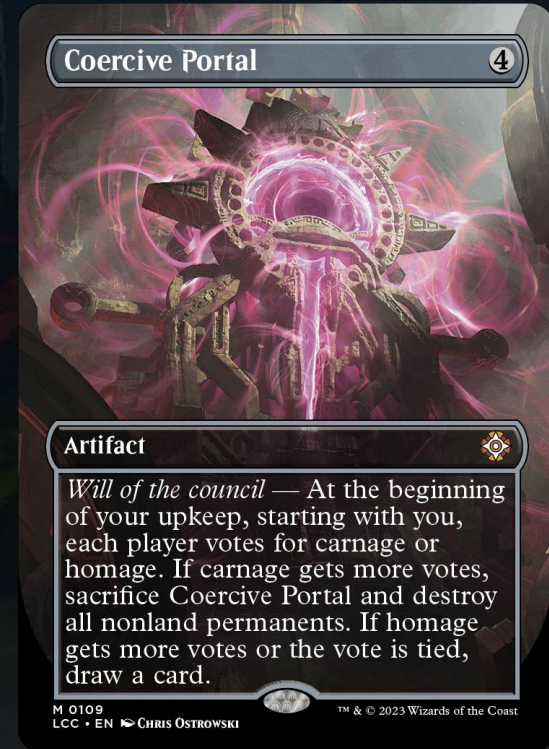 Coercive Portal 4
Artifact
Will of the council — At the beginning
of your upkeep, starting with you,
each player votes for carnage or
homage. If carnage gets more votes,
sacrifice Coercive Portal and destroy
all nonland permanents. If homage
gets more votes or the vote is tied,
draw a card.
M 0109
LCC • EN Chris Ostrowski ™ & © 2023 Wizards of the Coast